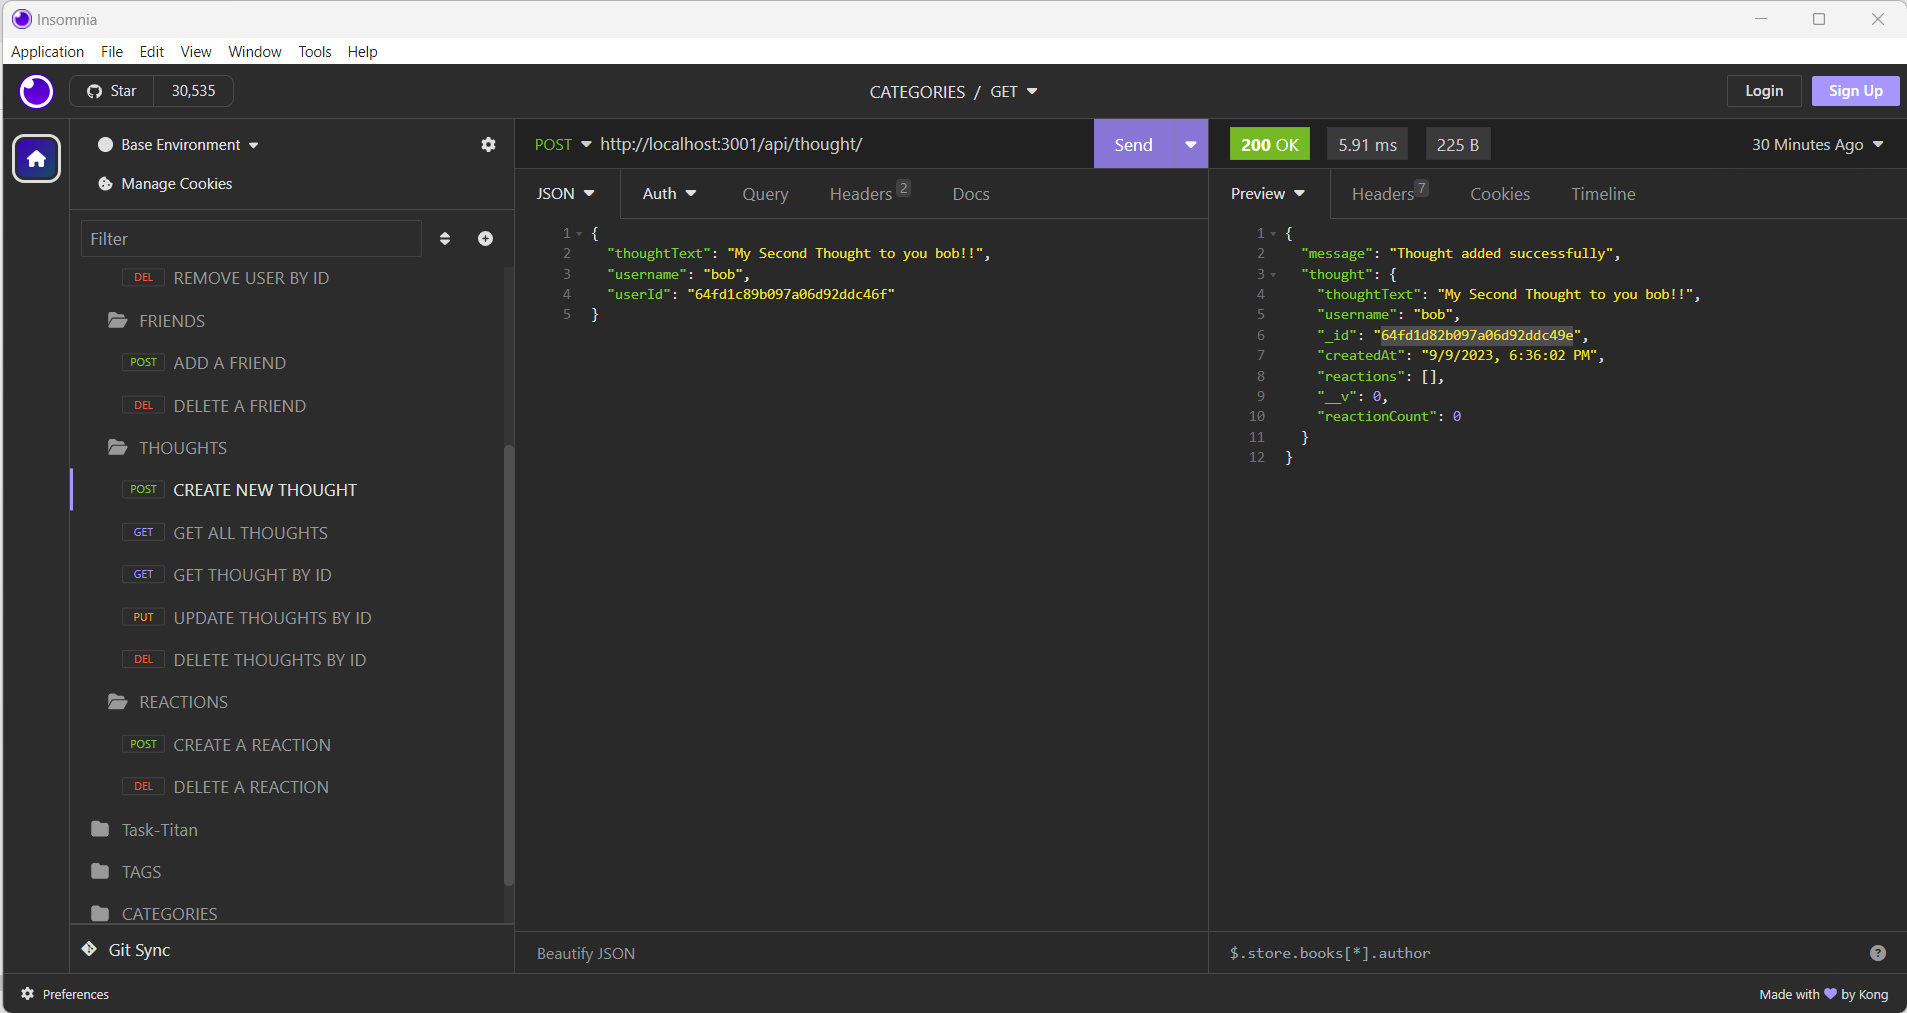 Insomnia
Application File Edit View Window Tools Help
Star 30,535
CATEGORIES / GET
Login
Sign Up
Base Environment
Manage Cookies
Filter
DEL REMOVE USER BY ID
FRIENDS
POST ADD A FRIEND
DEL DELETE A FRIEND
THOUGHTS
POST CREATE NEW THOUGHT
GET GET ALL THOUGHTS
GET GET THOUGHT BY ID
PUT UPDATE THOUGHTS BY ID
DEL DELETE THOUGHTS BY ID
REACTIONS
POST CREATE A REACTION
DEL DELETE A REACTION
Task-Titan
TAGS
CATEGORIES
Git Sync
POST http://localhost:3001/api/thought/
Send
JSON Auth Query Headers 2 Docs
1 {
2 "thoughtText": "My Second Thought to you bob!!",
3 "username": "bob",
4 "userId": "64fd1c89b097a06d92ddc46f"
5 }
Beautify JSON
200 OK 5.91 ms 225 B 30 Minutes Ago
Preview Headers 7 Cookies Timeline
1 {
2 "message": "Thought added successfully",
3 "thought": {
4 "thoughtText": "My Second Thought to you bob!!",
5 "username": "bob",
6 "_id": "64fd1d82b097a06d92ddc49e",
7 "createdAt": "9/9/2023, 6:36:02 PM",
8 "reactions": [],
9 "__v": 0,
10 "reactionCount": 0
11 }
12 }
$.store.books[*].author
?
Preferences
Made with 💜 by Kong